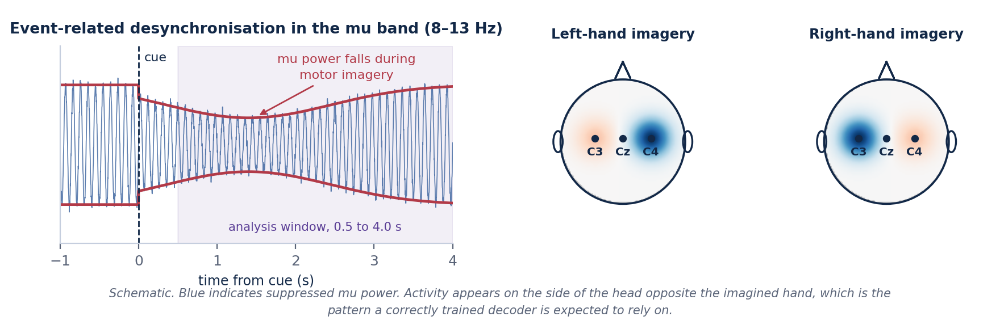 Event-related desynchronisation in the mu band (8–13 Hz)
cue
mu power falls during
motor imagery
analysis window, 0.5 to 4.0 s
−1 0 1 2 3 4
time from cue (s)
Left-hand imagery
C3 Cz C4
Right-hand imagery
C3 Cz C4
Schematic. Blue indicates suppressed mu power. Activity appears on the side of the head opposite the imagined hand, which is the
pattern a correctly trained decoder is expected to rely on.